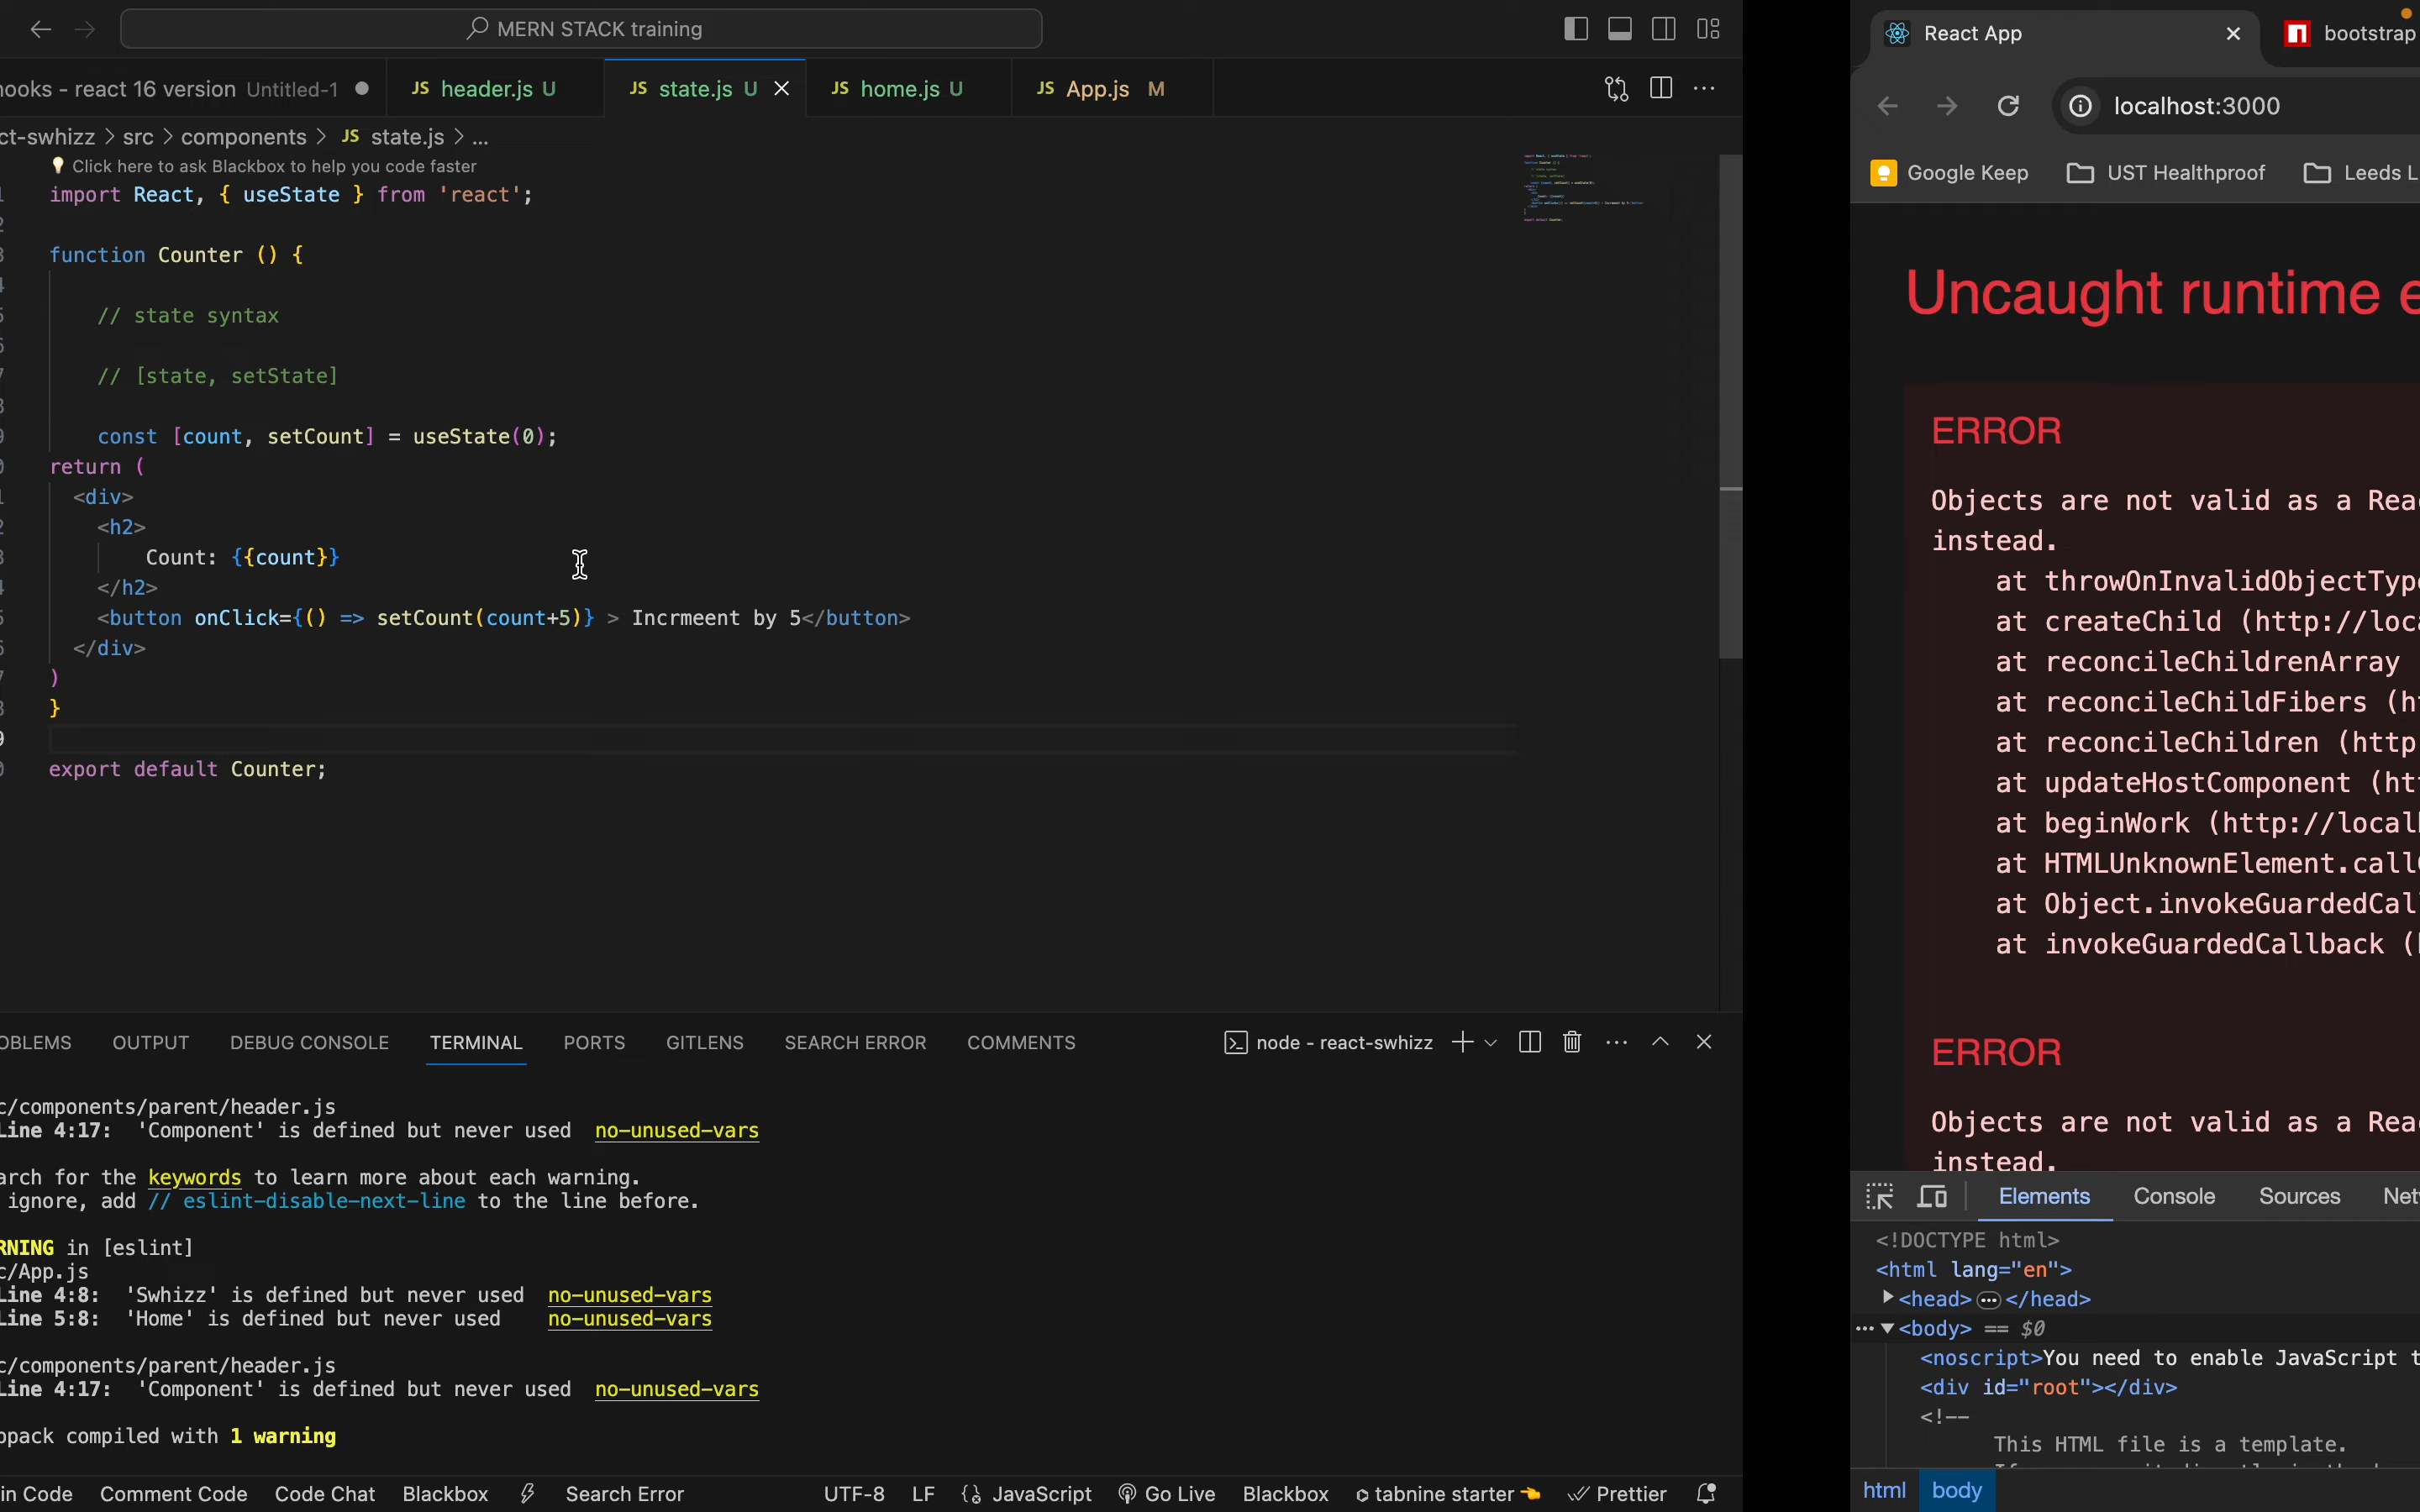 MERN STACK training
hooks - react 16 version Untitled-1
JS header.js U
JS state.js U
JS home.js U
JS App.js M
ct-swhizz > src > components > JS state.js > ...
Click here to ask Blackbox to help you code faster
import React, { useState } from 'react';
function Counter () {
// state syntax
// [state, setState]
const [count, setCount] = useState(0);
return (
<div>
<h2>
Count: {{count}}
</h2>
<button onClick={() => setCount(count+5)} > Incrmeent by 5</button>
</div>
)
}
export default Counter;
OBLEMS OUTPUT DEBUG CONSOLE TERMINAL PORTS GITLENS SEARCH ERROR COMMENTS
node - react-swhizz
c/components/parent/header.js
Line 4:17: 'Component' is defined but never used no-unused-vars
arch for the keywords to learn more about each warning.
ignore, add // eslint-disable-next-line to the line before.
RNING in [eslint]
c/App.js
Line 4:8: 'Swhizz' is defined but never used no-unused-vars
Line 5:8: 'Home' is defined but never used no-unused-vars
c/components/parent/header.js
Line 4:17: 'Component' is defined but never used no-unused-vars
pack compiled with 1 warning
in Code Comment Code Code Chat Blackbox Search Error UTF-8 LF {} JavaScript Go Live Blackbox tabnine starter Prettier
React App
bootstrap
localhost:3000
Google Keep UST Healthproof Leeds L
Uncaught runtime e
ERROR
Objects are not valid as a Rea
instead.
at throwOnInvalidObjectType
at createChild (http://loca
at reconcileChildrenArray
at reconcileChildFibers (ht
at reconcileChildren (http
at updateHostComponent (htt
at beginWork (http://local
at HTMLUnknownElement.call
at Object.invokeGuardedCal
at invokeGuardedCallback (
ERROR
Objects are not valid as a Rea
instead.
Elements Console Sources Net
<!DOCTYPE html>
<html lang="en">
<head> ... </head>
... <body> == $0
<noscript>You need to enable JavaScript t
<div id="root"></div>
<!--
This HTML file is a template.
html body